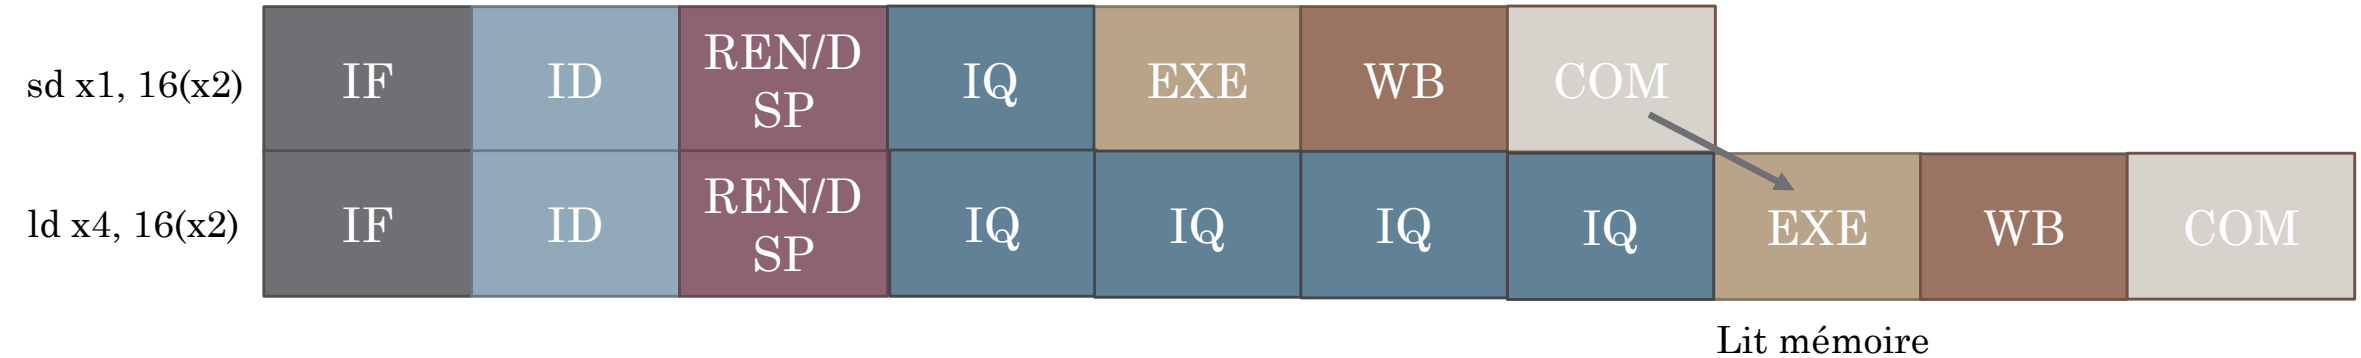 sd x1, 16(x2) IF ID REN/D SP IQ EXE WB COM
ld x4, 16(x2) IF ID REN/D SP IQ IQ IQ IQ EXE WB COM
Lit mémoire